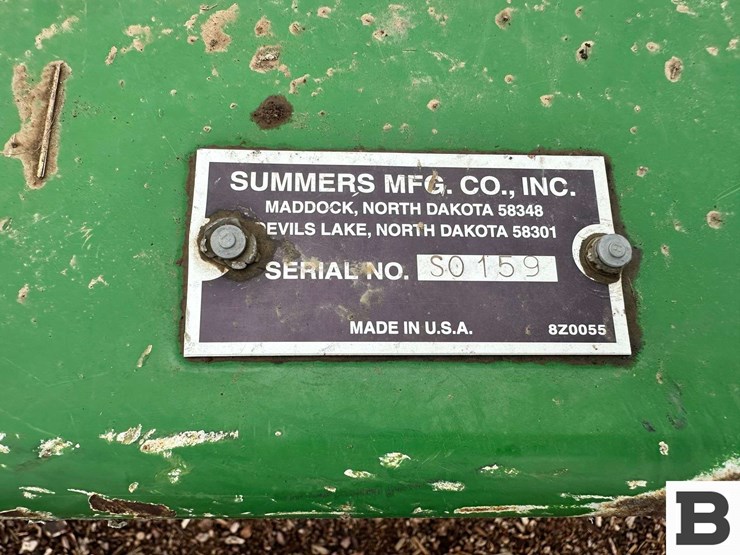 SUMMERS MFG. CO., INC.
MADDOCK, NORTH DAKOTA 58348
DEVILS LAKE, NORTH DAKOTA 58301
SERIAL NO. S0159
MADE IN U.S.A. 8Z0055
B